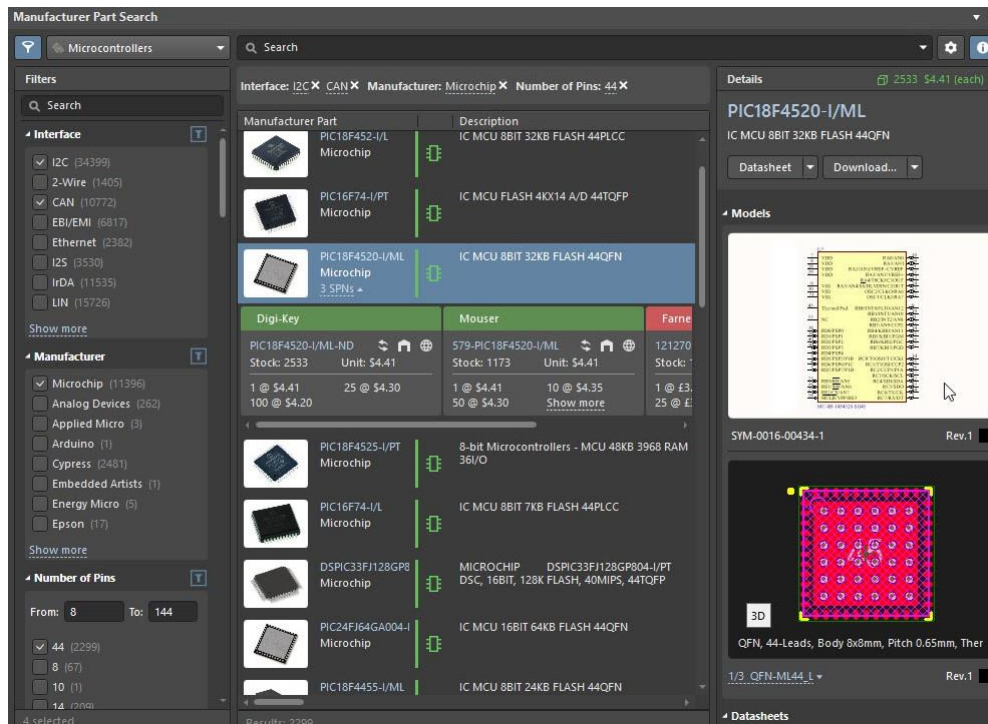 Manufacturer Part Search
Microcontrollers
Search
Filters
Search
Interface
I2C (34399)
2-Wire (1405)
CAN (10772)
EBI/EMI (6817)
Ethernet (2382)
I2S (3530)
IrDA (11535)
LIN (15726)
Show more
Manufacturer
Microchip (11396)
Analog Devices (262)
Applied Micro (3)
Arduino (1)
Cypress (2481)
Embedded Artists (1)
Energy Micro (5)
Epson (17)
Show more
Number of Pins
From: 8 To: 144
44 (2299)
8 (67)
10 (1)
14 (209)
4 selected
Interface: I2C CAN Manufacturer: Microchip Number of Pins: 44
Manufacturer Part Description
PIC18F452-I/L IC MCU 8BIT 32KB FLASH 44PLCC
Microchip
PIC16F74-I/PT IC MCU FLASH 4KX14 A/D 44TQFP
Microchip
PIC18F4520-I/ML IC MCU 8BIT 32KB FLASH 44QFN
Microchip
3 SPNs
Digi-Key Mouser Farne
PIC18F4520-I/ML-ND 579-PIC18F4520-I/ML 121270
Stock: 2533 Unit: $4.41 Stock: 1173 Unit: $4.41 Stock:
1 @ $4.41 25 @ $4.30 1 @ $4.41 10 @ $4.35 1 @ £3.
100 @ $4.20 50 @ $4.30 Show more 25 @ £
PIC18F4525-I/PT 8-bit Microcontrollers - MCU 48KB 3968 RAM
Microchip 36I/O
PIC16F74-I/L IC MCU 8BIT 7KB FLASH 44PLCC
Microchip
DSPIC33FJ128GP8 MICROCHIP DSPIC33FJ128GP804-I/PT
Microchip DSC, 16BIT, 128K FLASH, 40MIPS, 44TQFP
PIC24FJ64GA004-I IC MCU 16BIT 64KB FLASH 44QFN
Microchip
PIC18F4455-I/ML IC MCU 8BIT 24KB FLASH 44QFN
Results: 2299
Details 2533 $4.41 (each)
PIC18F4520-I/ML
IC MCU 8BIT 32KB FLASH 44QFN
Datasheet Download...
Models
SYM-0016-00434-1 Rev.1
45
3D
QFN, 44-Leads, Body 8x8mm, Pitch 0.65mm, Ther
1/3 QFN-ML44_L Rev.1
Datasheets